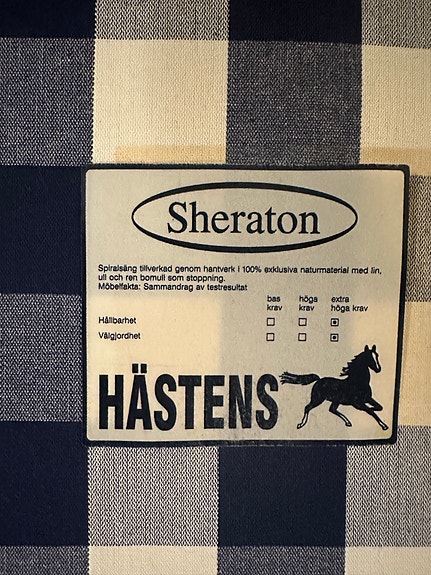 Sheraton
Spiralsäng tillverkad genom hantverk i 100% exklusiva naturmaterial med lin,
ull och ren bomull som stoppning.
Möbelfakta: Sammandrag av testresultat
bas höga extra
krav krav höga krav
Hållbarhet
Välgjordhet
HÄSTENS